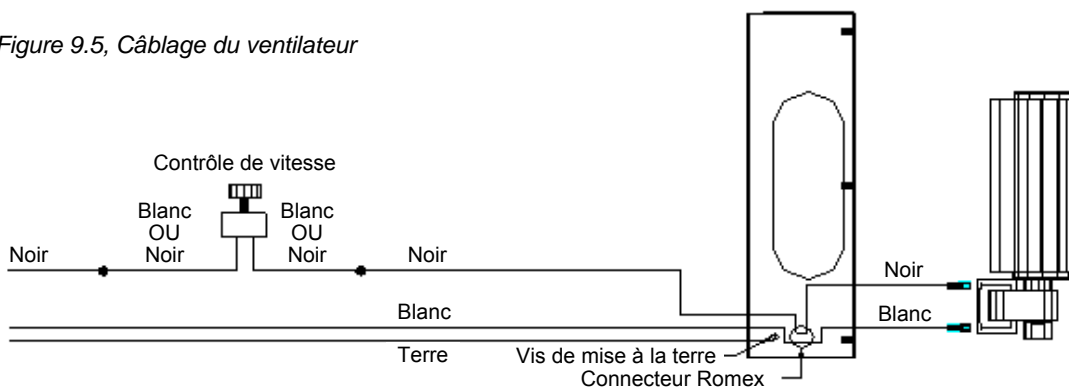 Figure 9.5, Câblage du ventilateur
Contrôle de vitesse
Blanc
OU
Noir
Blanc
OU
Noir
Noir
Noir
Noir
Blanc
Blanc
Terre
Vis de mise à la terre
Connecteur Romex